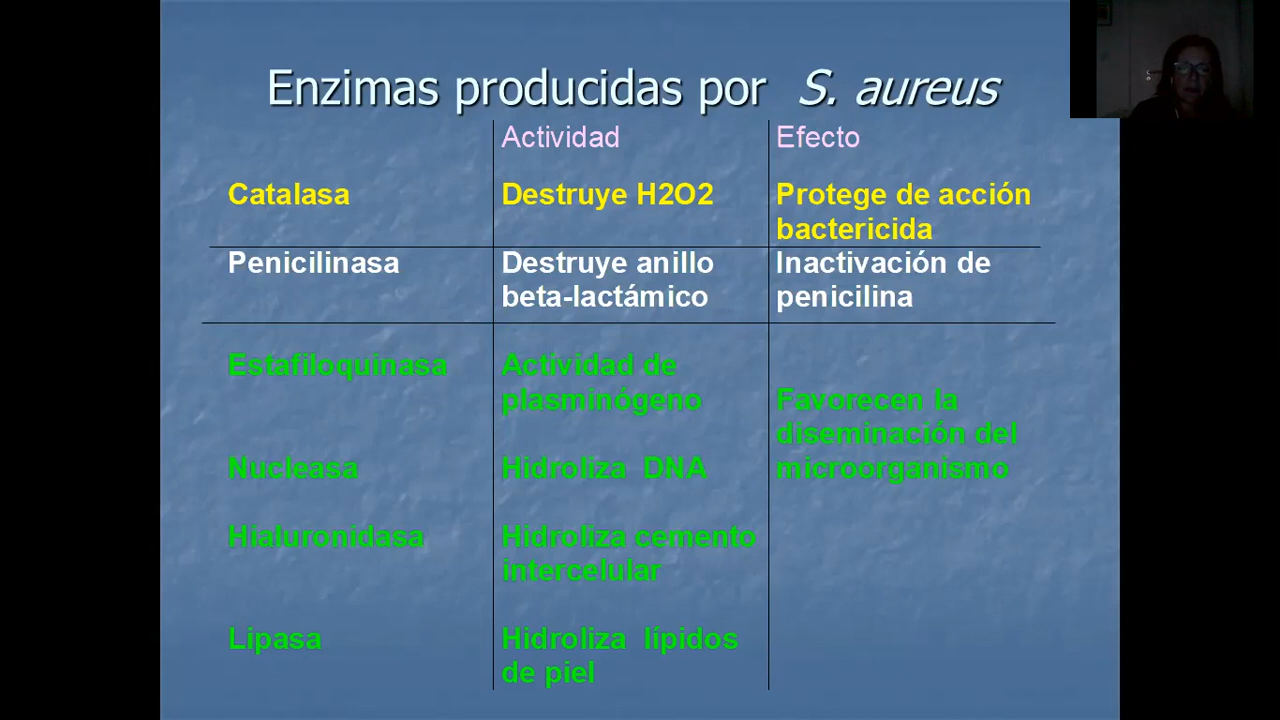 Enzimas producidas por S. aureus
Actividad Efecto
Catalasa Destruye H2O2 Protege de acción
bactericida
Penicilinasa Destruye anillo Inactivación de
beta-lactámico penicilina
Estafiloquinasa Actividad de
plasminógeno Favorecen la
diseminación del
Nucleasa Hidroliza DNA microorganismo
Hialuronidasa Hidroliza cemento
intercelular
Lipasa Hidroliza lípidos
de piel